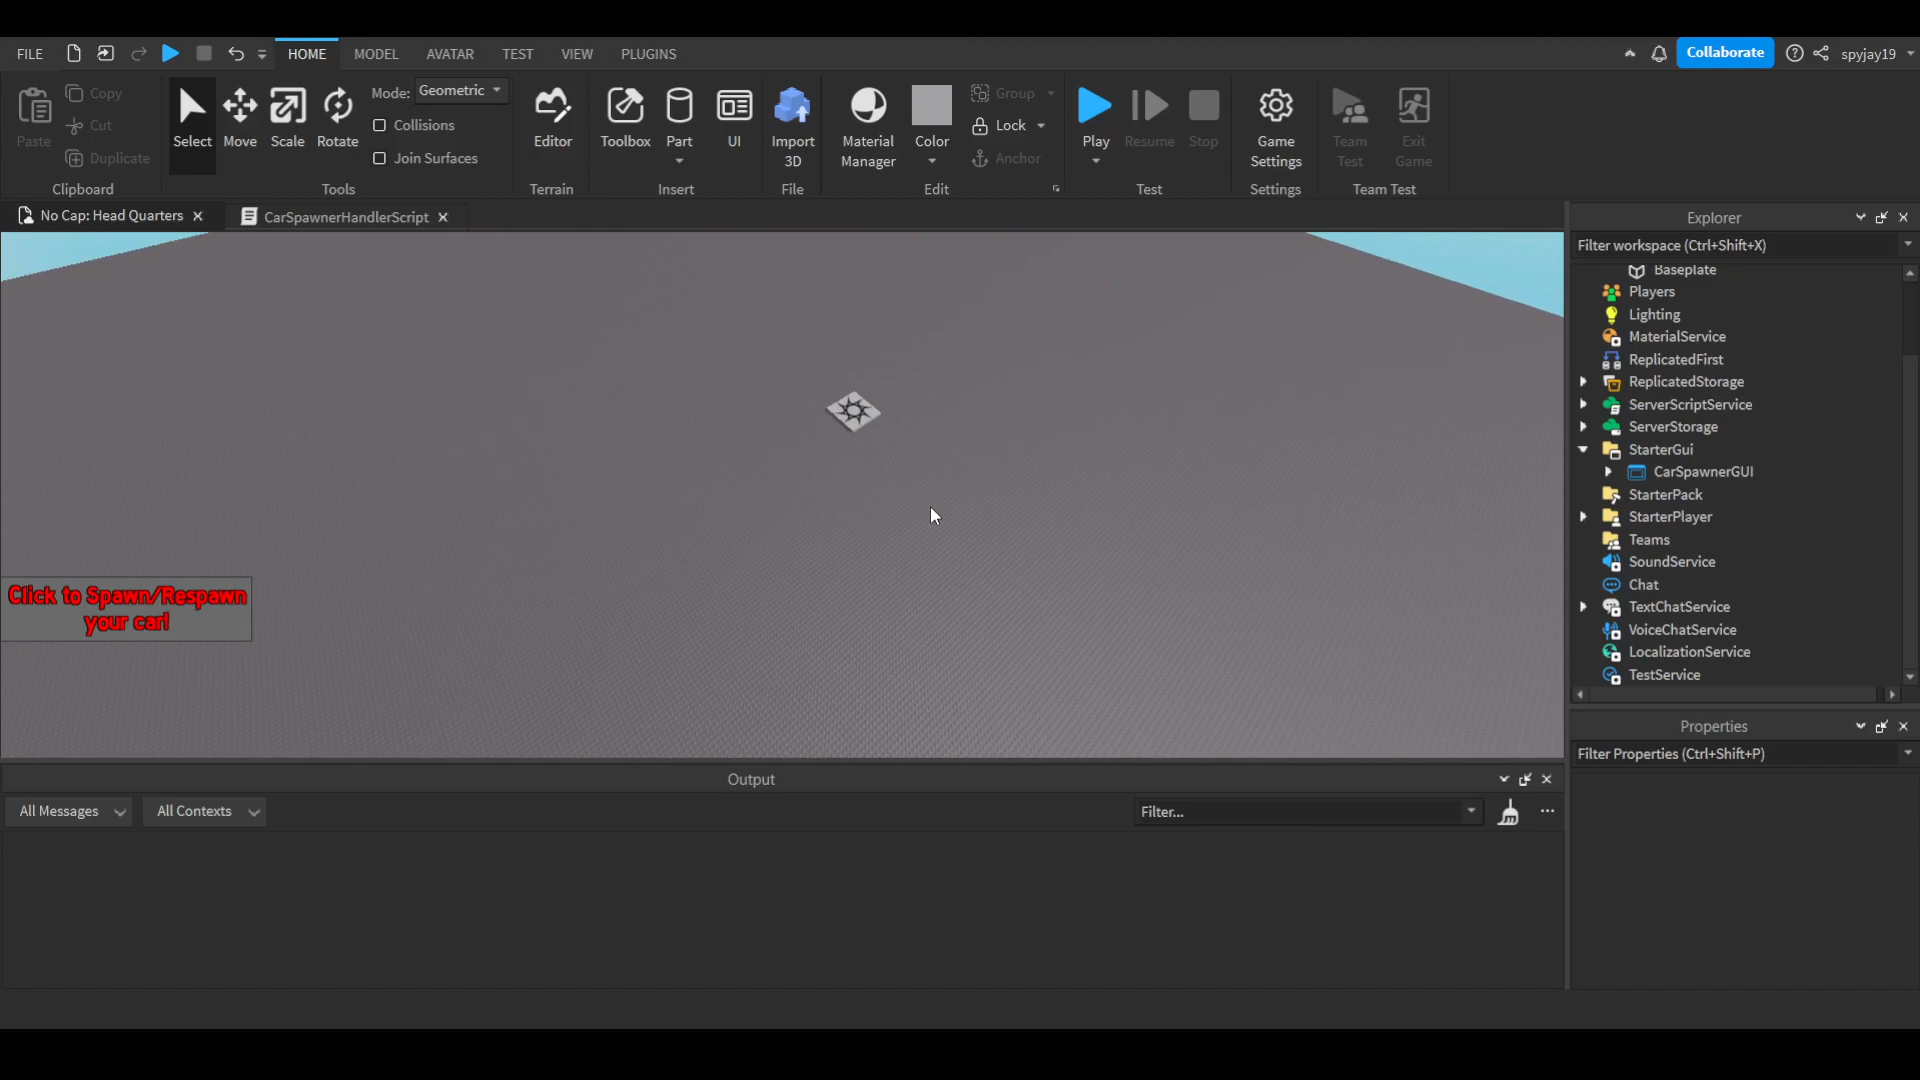 FILE
HOME
MODEL
AVATAR
TEST
VIEW
PLUGINS
Collaborate
spyjay19
Paste
Copy
Cut
Duplicate
Clipboard
Select
Move
Scale
Rotate
Mode: Geometric
Collisions
Join Surfaces
Tools
Editor
Terrain
Toolbox
Part
UI
Insert
Import
3D
File
Material
Manager
Color
Group
Lock
Anchor
Edit
Play
Resume
Stop
Test
Game
Settings
Settings
Team
Test
Exit
Game
Team Test
No Cap: Head Quarters
CarSpawnerHandlerScript
Click to Spawn/Respawn
your car!
Explorer
Filter workspace (Ctrl+Shift+X)
Baseplate
Players
Lighting
MaterialService
ReplicatedFirst
ReplicatedStorage
ServerScriptService
ServerStorage
StarterGui
CarSpawnerGUI
StarterPack
StarterPlayer
Teams
SoundService
Chat
TextChatService
VoiceChatService
LocalizationService
TestService
Properties
Filter Properties (Ctrl+Shift+P)
Output
All Messages
All Contexts
Filter...